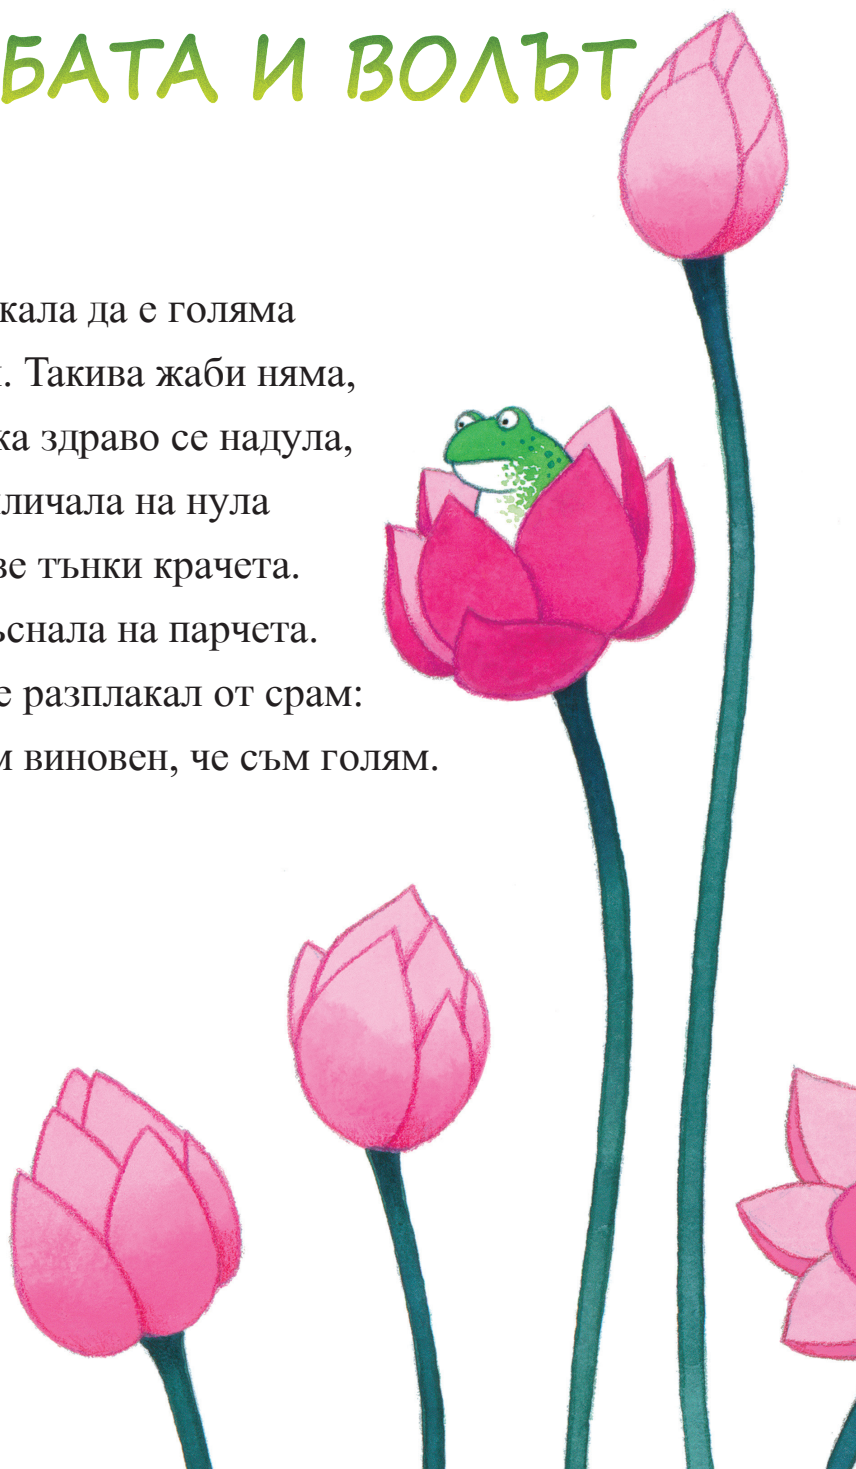 БАТА И ВОЛЪТ
кала да е голяма
. Такива жаби няма,
ка здраво се надула,
личала на нула
ве тънки крачета.
ъснала на парчета.
е разплакал от срам:
м виновен, че съм голям.